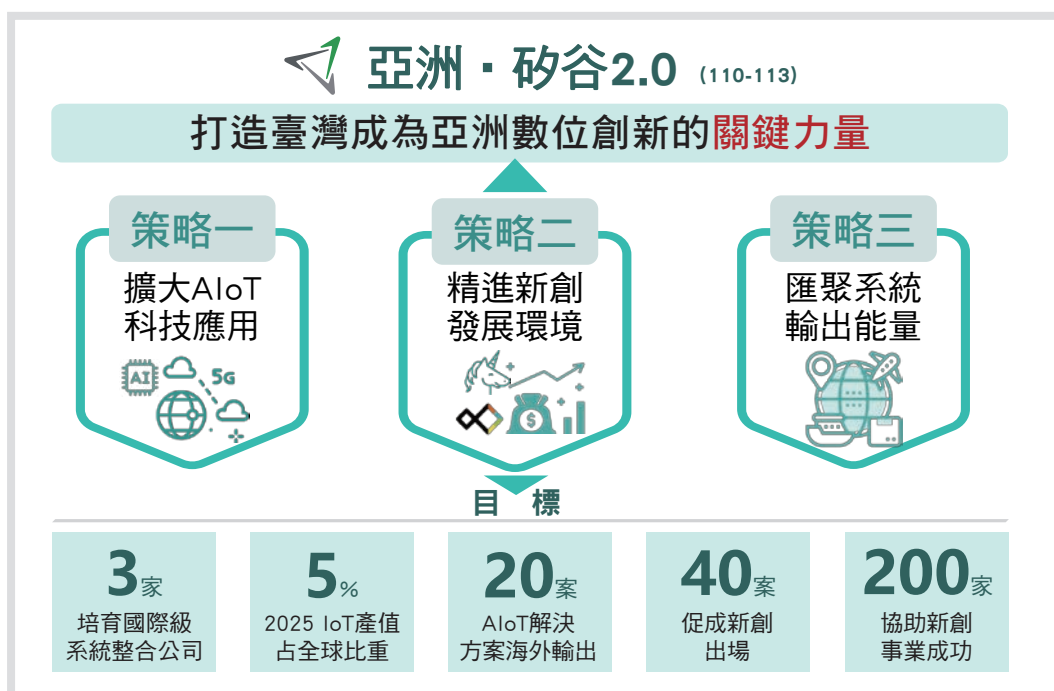 亞洲▪矽谷2.0 (110-113)
打造臺灣成為亞洲數位創新的關鍵力量
策略一
擴大AIoT
科技應用
AI
5G
策略二
精進新創
發展環境
$
策略三
匯聚系統
輸出能量
目 標
3家
培育國際級
系統整合公司
5%
2025 IoT產值
占全球比重
20案
AIoT解決
方案海外輸出
40案
促成新創
出場
200家
協助新創
事業成功